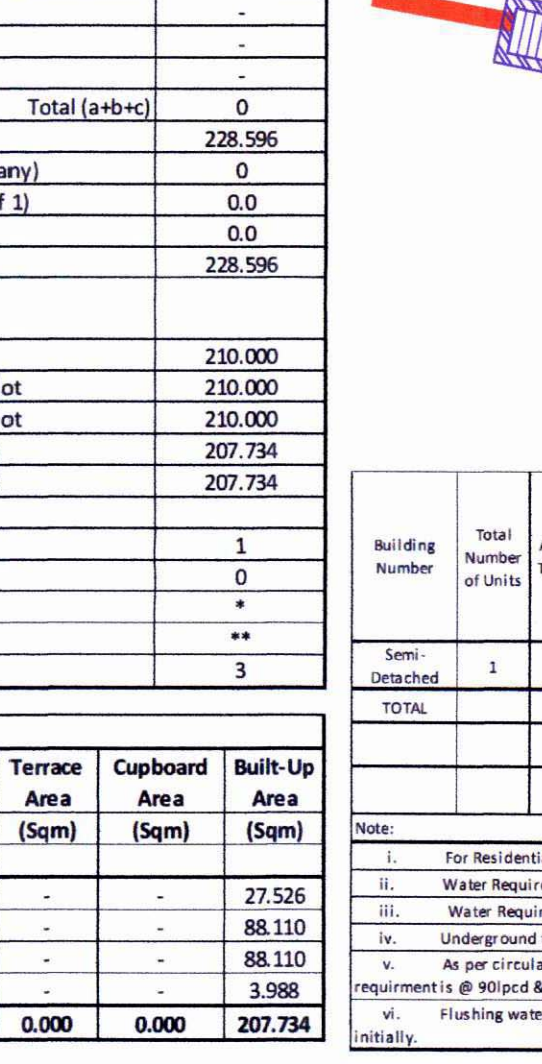 -
-
-
Total (a+b+c) 0
228.596
any) 0
f 1) 0.0
0.0
228.596
210.000
ot 210.000
ot 210.000
207.734
207.734
1
0
*
**
3
Terrace Area (Sqm) Cupboard Area (Sqm) Built-Up Area (Sqm)
- - 27.526
- - 88.110
- - 88.110
- - 3.988
0.000 0.000 207.734
Building Number Total Number of Units
Semi-Detached 1
TOTAL
Note:
i. For Residenti
ii. Water Require
iii. Water Requir
iv. Underground
v. As per circula
requirment is @ 90lpcd &
vi. Flushing wate
initially.